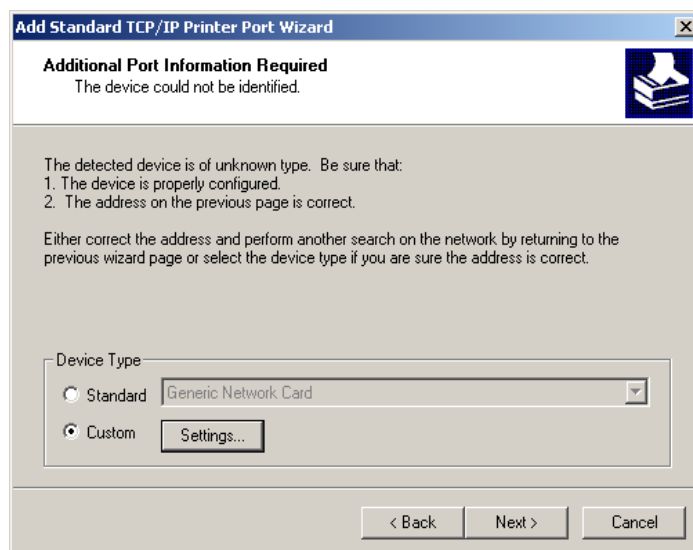 Add Standard TCP/IP Printer Port Wizard
Additional Port Information Required
The device could not be identified.
The detected device is of unknown type.  Be sure that:
1. The device is properly configured.
2.  The address on the previous page is correct.
Either correct the address and perform another search on the network by returning to the
previous wizard page or select the device type if you are sure the address is correct.
Device Type
Standard Generic Network Card
Custom Settings...
< Back Next > Cancel